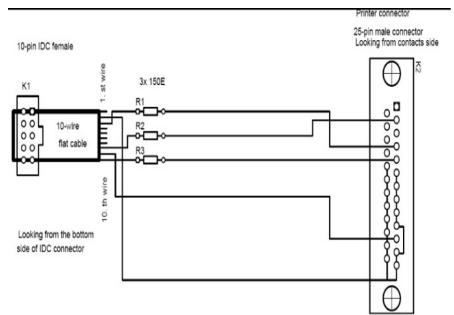 Printer connector
25-pin male connector
Looking from contacts side
10-pin IDC female
K2
K1
1. st wire
3x 150E
R1
10-wire
flat cable
R2
R3
10. th wire
Looking from the bottom
side of IDC connector